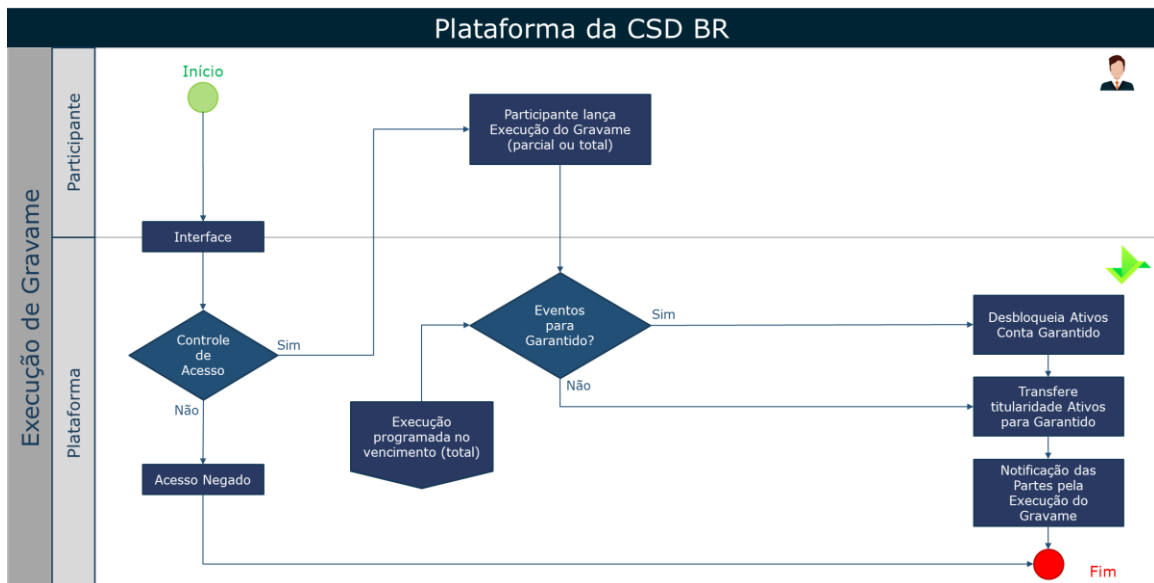 Plataforma da CSD BR
Execução de Gravame
Participante
Início
Participante lança
Execução do Gravame
(parcial ou total)
Interface
Plataforma
Controle
de
Acesso
Sim
Não
Acesso Negado
Eventos
para
Garantido?
Sim
Não
Execução
programada no
vencimento (total)
Desbloqueia Ativos
Conta Garantido
Transfere
titularidade Ativos
para Garantido
Notificação das
Partes pela
Execução do
Gravame
Fim